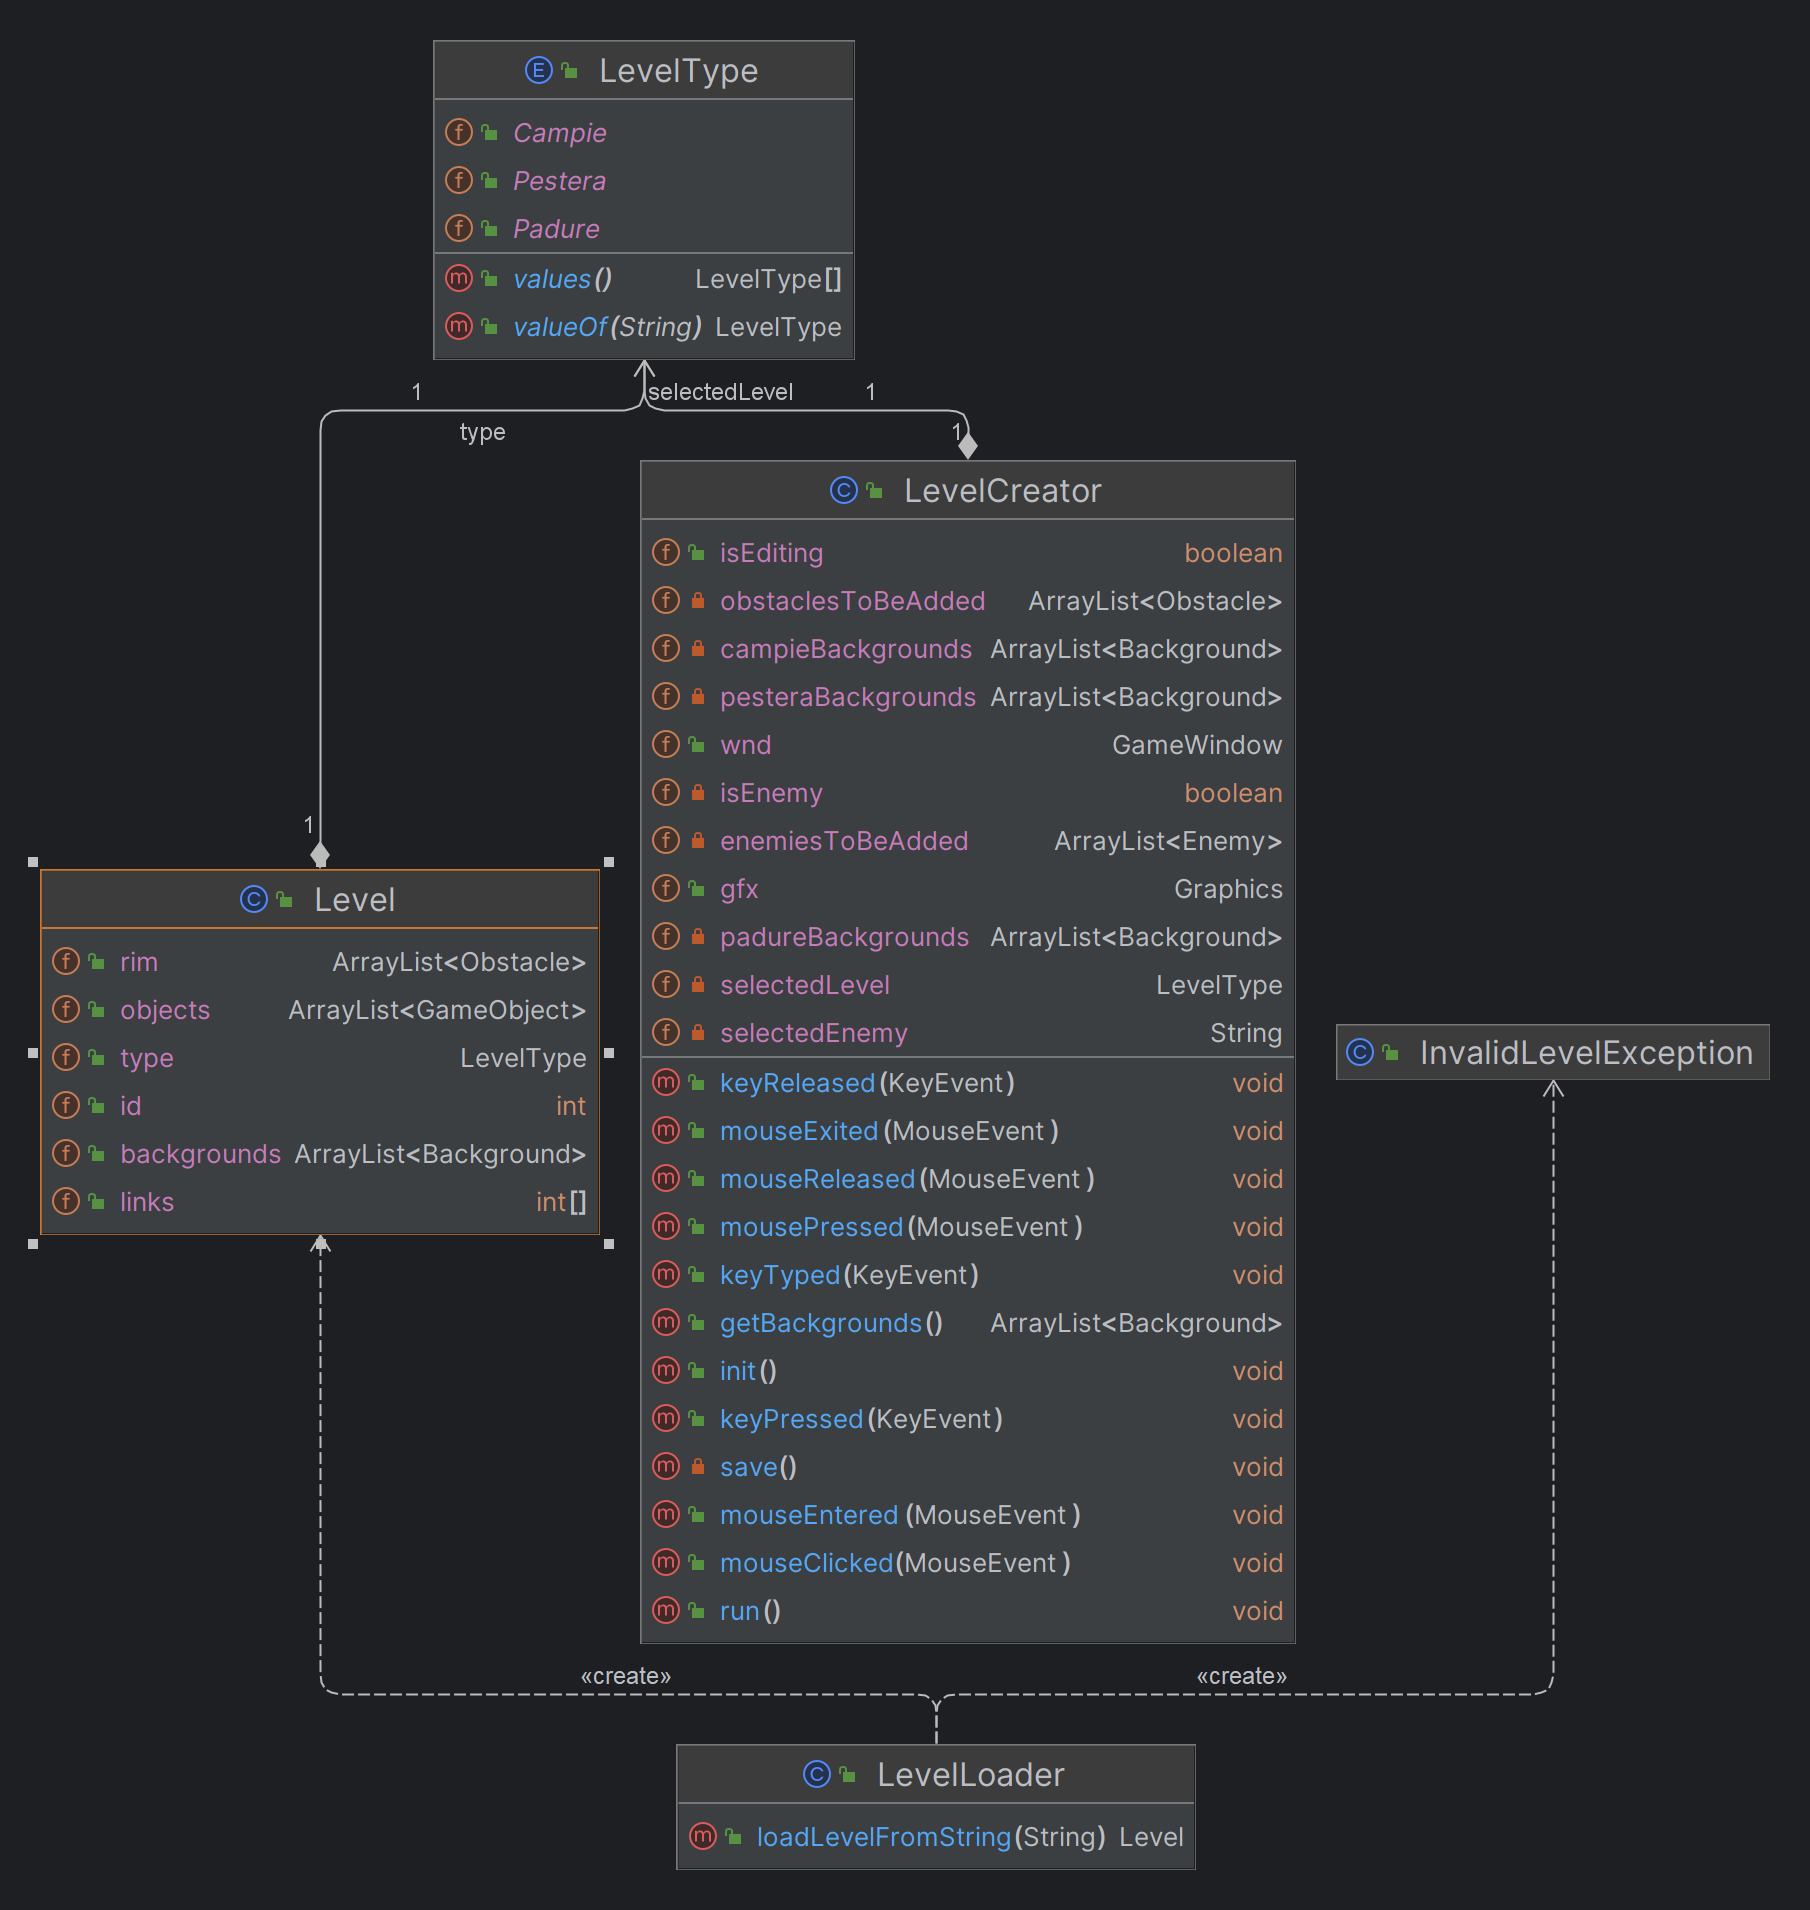 LevelType
Campie
Pestera
Padure
values() LevelType[]
valueOf(String) LevelType
1 selectedLevel 1
type 1
LevelCreator
isEditing boolean
obstaclesToBeAdded ArrayList<Obstacle>
campieBackgrounds ArrayList<Background>
pesteraBackgrounds ArrayList<Background>
wnd GameWindow
isEnemy boolean
enemiesToBeAdded ArrayList<Enemy>
gfx Graphics
padureBackgrounds ArrayList<Background>
selectedLevel LevelType
selectedEnemy String
keyReleased(KeyEvent) void
mouseExited(MouseEvent) void
mouseReleased(MouseEvent) void
mousePressed(MouseEvent) void
keyTyped(KeyEvent) void
getBackgrounds() ArrayList<Background>
init() void
keyPressed(KeyEvent) void
save() void
mouseEntered(MouseEvent) void
mouseClicked(MouseEvent) void
run() void
1
Level
rim ArrayList<Obstacle>
objects ArrayList<GameObject>
type LevelType
id int
backgrounds ArrayList<Background>
links int[]
InvalidLevelException
«create» «create»
LevelLoader
loadLevelFromString(String) Level